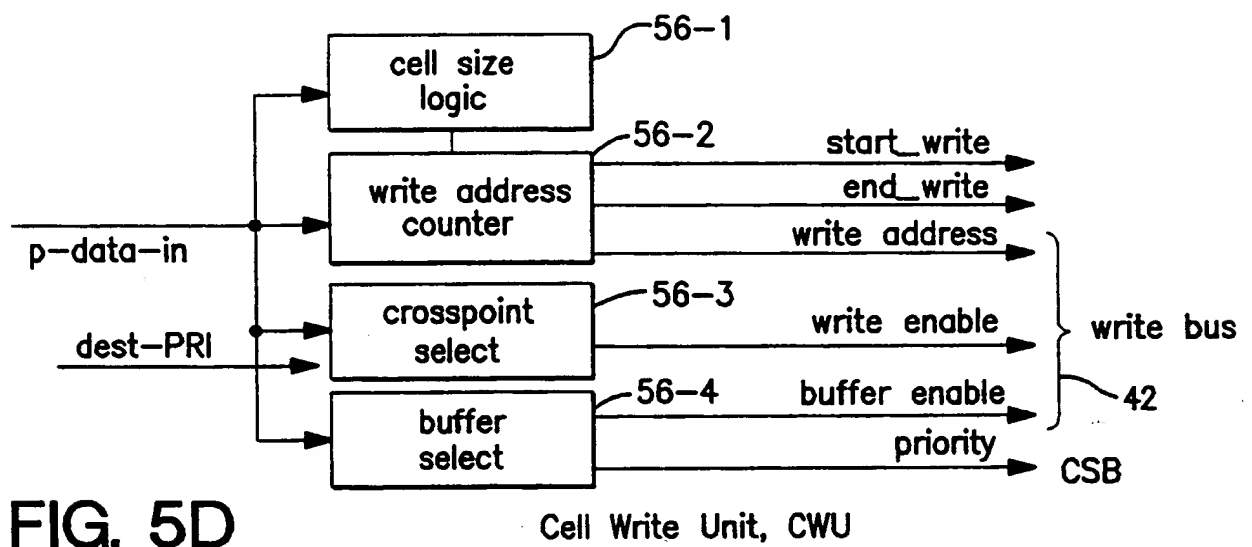 56-1
cell size
logic
56-2
start_write
end_write
write address
counter
write address
p-data-in
56-3
crosspoint
select
write enable
write bus
dest-PRI
56-4
buffer enable
42
buffer
select
priority
CSB
FIG. 5D
Cell Write Unit, CWU